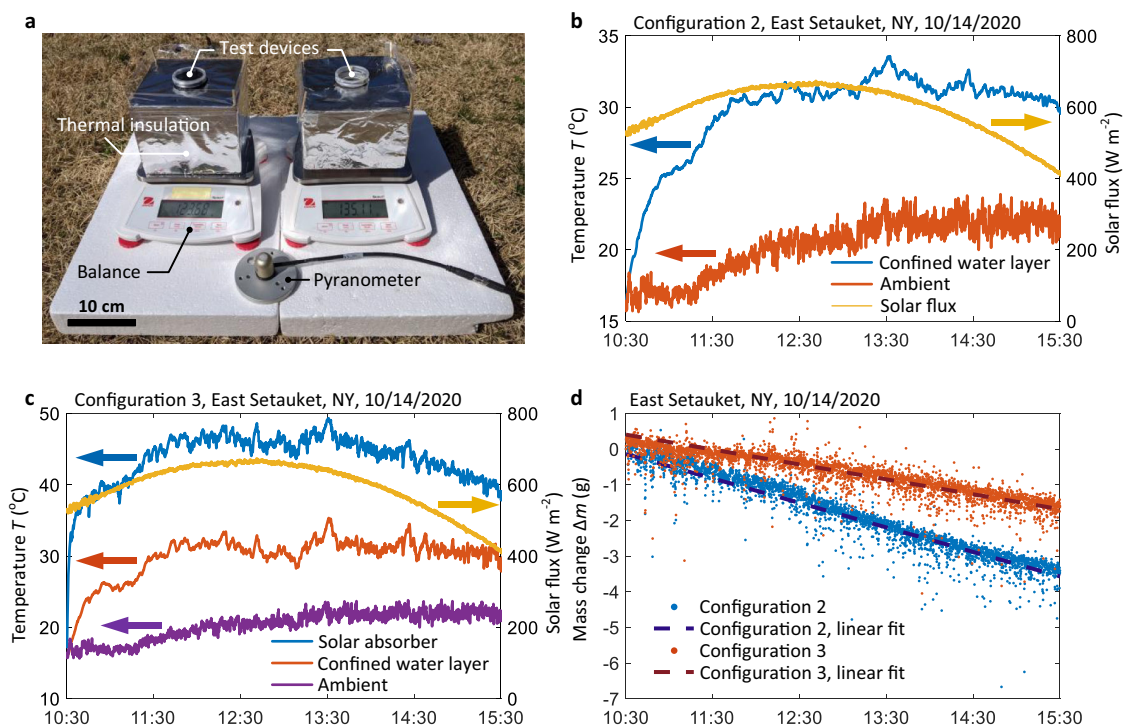 a
Test devices
Thermal insulation
135.11
Balance
Pyranometer
10 cm
b
Configuration 2, East Setauket, NY, 10/14/2020
35
30
25
20
15
Temperature T (°C)
800
600
400
200
0
Solar flux (W m-2)
Confined water layer
Ambient
Solar flux
10:30 11:30 12:30 13:30 14:30 15:30
c
Configuration 3, East Setauket, NY, 10/14/2020
50
40
30
20
10
Temperature T (°C)
800
600
400
200
0
Solar flux (W m-2)
Solar absorber
Confined water layer
Ambient
10:30 11:30 12:30 13:30 14:30 15:30
d
East Setauket, NY, 10/14/2020
1
0
-1
-2
-3
-4
-5
-6
-7
Mass change Δm (g)
Configuration 2
Configuration 2, linear fit
Configuration 3
Configuration 3, linear fit
10:30 11:30 12:30 13:30 14:30 15:30